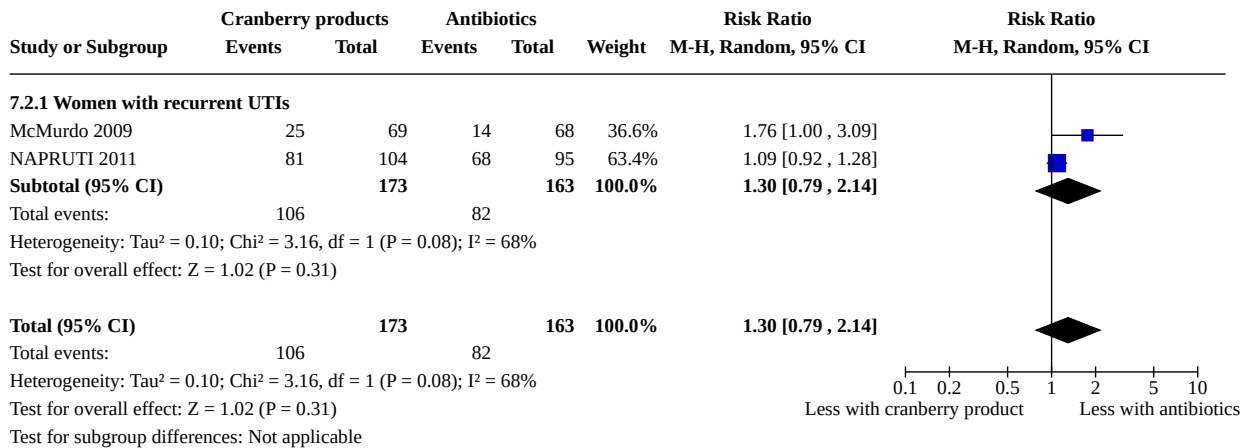 Cranberry products Antibiotics Risk Ratio Risk Ratio
Study or Subgroup Events Total Events Total Weight M-H, Random, 95% CI M-H, Random, 95% CI
7.2.1 Women with recurrent UTIs
McMurdo 2009 25 69 14 68 36.6% 1.76 [1.00 , 3.09]
NAPRUTI 2011 81 104 68 95 63.4% 1.09 [0.92 , 1.28]
Subtotal (95% CI) 173 163 100.0% 1.30 [0.79 , 2.14]
Total events: 106 82
Heterogeneity: Tau² = 0.10; Chi² = 3.16, df = 1 (P = 0.08); I² = 68%
Test for overall effect: Z = 1.02 (P = 0.31)
Total (95% CI) 173 163 100.0% 1.30 [0.79 , 2.14]
Total events: 106 82
Heterogeneity: Tau² = 0.10; Chi² = 3.16, df = 1 (P = 0.08); I² = 68%
0.1 0.2 0.5 1 2 5 10
Test for overall effect: Z = 1.02 (P = 0.31) Less with cranberry product Less with antibiotics
Test for subgroup differences: Not applicable